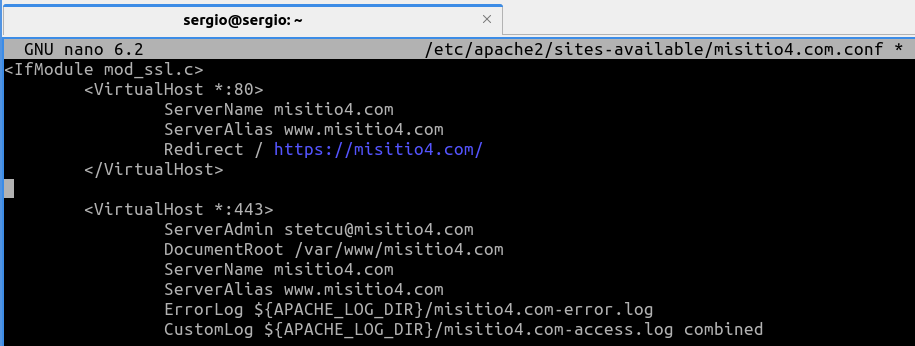 sergio@sergio: ~ ×
GNU nano 6.2 /etc/apache2/sites-available/misitio4.com.conf *
<IfModule mod_ssl.c>
        <VirtualHost *:80>
                ServerName misitio4.com
                ServerAlias www.misitio4.com
                Redirect / https://misitio4.com/
        </VirtualHost>

        <VirtualHost *:443>
                ServerAdmin stetcu@misitio4.com
                DocumentRoot /var/www/misitio4.com
                ServerName misitio4.com
                ServerAlias www.misitio4.com
                ErrorLog ${APACHE_LOG_DIR}/misitio4.com-error.log
                CustomLog ${APACHE_LOG_DIR}/misitio4.com-access.log combined